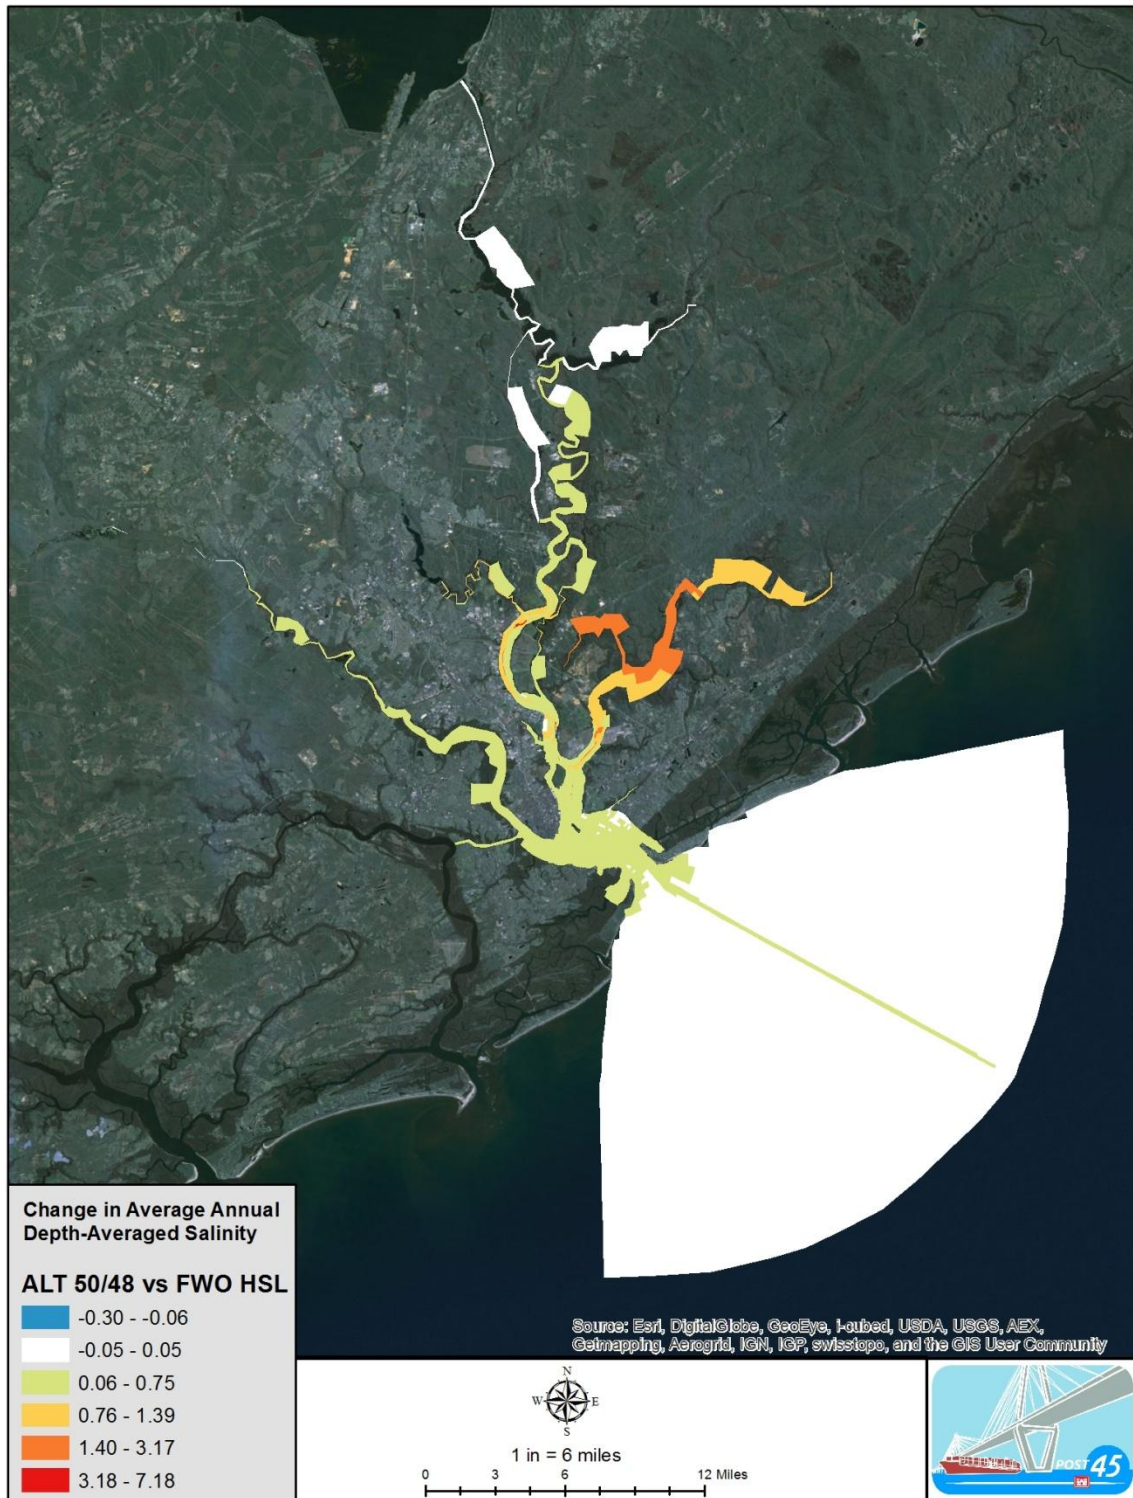 Change in Average Annual
Depth-Averaged Salinity
ALT 50/48 vs FWO HSL
-0.30 - -0.06
-0.05 - 0.05
0.06 - 0.75
0.76 - 1.39
1.40 - 3.17
3.18 - 7.18
Source: Esri, DigitalGlobe, GeoEye, i-cubed, USDA, USGS, AEX,
Getmapping, Aerogrid, IGN, IGP, swisstopo, and the GIS User Community
N
W E
S
1 in = 6 miles
0 3 6 12 Miles
POST 45